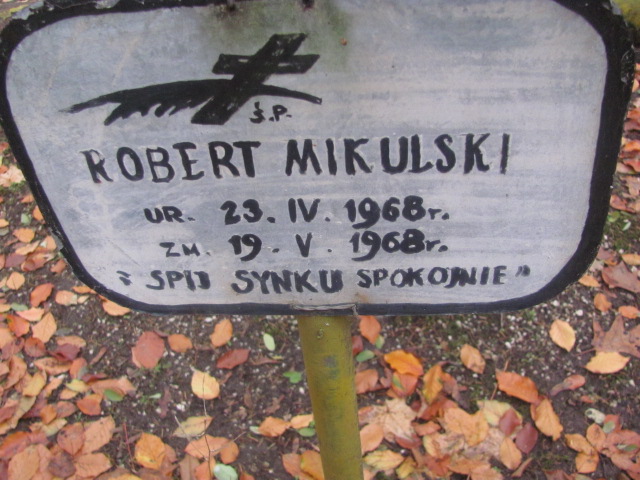 Ś.P.
ROBERT MIKULSKI
UR. 23. IV. 1968r.
ZM. 19. V. 1968r.
"ŚPIJ SYNKU SPOKOJNIE"